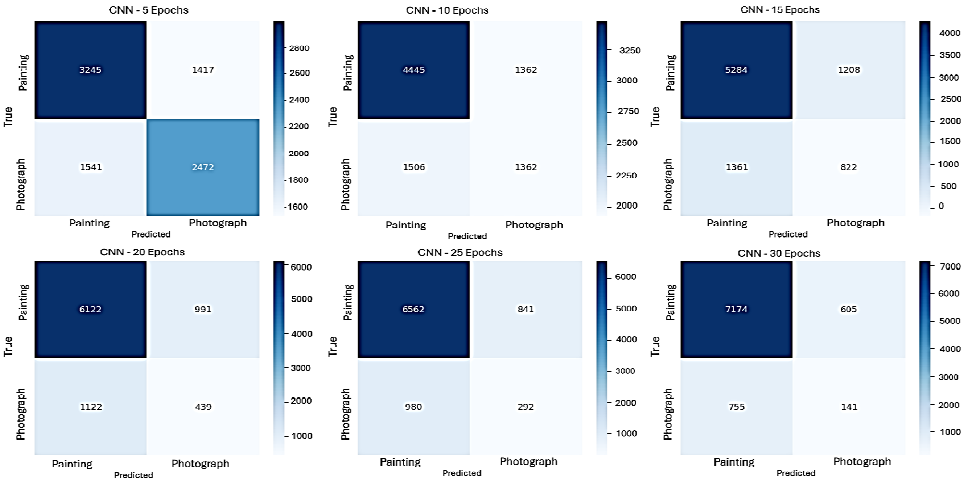 CNN - 5 Epochs
CNN - 10 Epochs
CNN - 15 Epochs
True
Painting
Photograph
3245
1417
1541
2472
Painting
Photograph
Predicted
2800
2600
2400
2200
2000
1800
1600
True
Painting
Photograph
4445
1362
1506
1362
Painting
Photograph
Predicted
3250
3000
2750
2500
2250
2000
True
Painting
Photograph
5284
1208
1361
822
Painting
Photograph
Predicted
4000
3500
3000
2500
2000
1500
1000
500
0
CNN - 20 Epochs
CNN - 25 Epochs
CNN - 30 Epochs
True
Painting
Photograph
6122
991
1122
439
Painting
Photograph
Predicted
6000
5000
4000
3000
2000
1000
True
Painting
Photograph
6562
841
980
292
Painting
Photograph
Predicted
6000
5000
4000
3000
2000
1000
True
Painting
Photograph
7174
605
755
141
Painting
Photograph
Predicted
7000
6000
5000
4000
3000
2000
1000